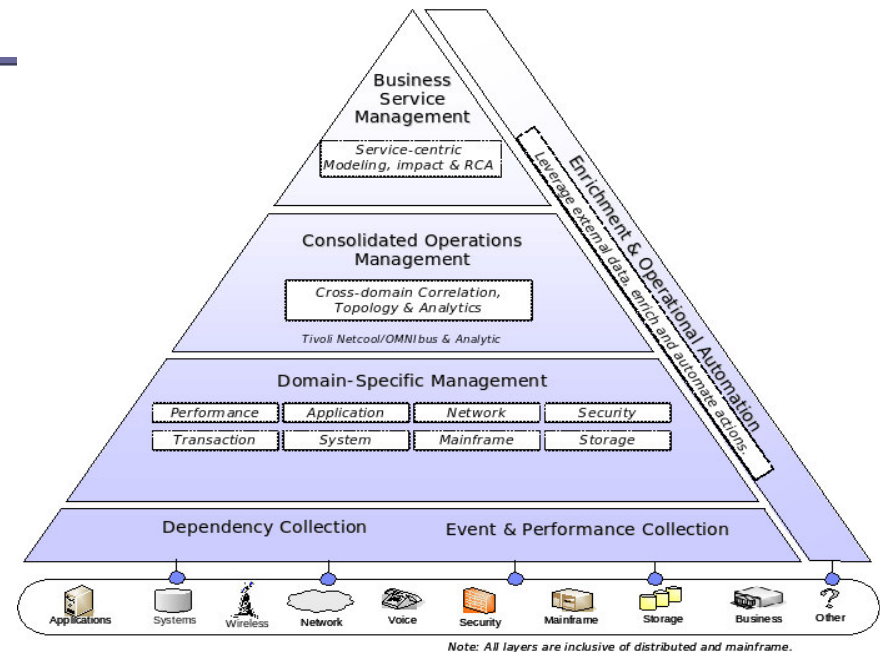 Business
Service
Management
Service-centric
Modeling, impact & RCA
Consolidated Operations
Management
Cross-domain Correlation,
Topology & Analytics
Tivoli Netcool/OMNIbus & Analytic
Domain-Specific Management
Performance Application Network Security
Transaction System Mainframe Storage
Dependency Collection Event & Performance Collection
Enrichment & Operational Automation
Leverage external data, enrich and automate actions.
Applications Systems Wireless Network Voice Security Mainframe Storage Business Other
Note: All layers are inclusive of distributed and mainframe.